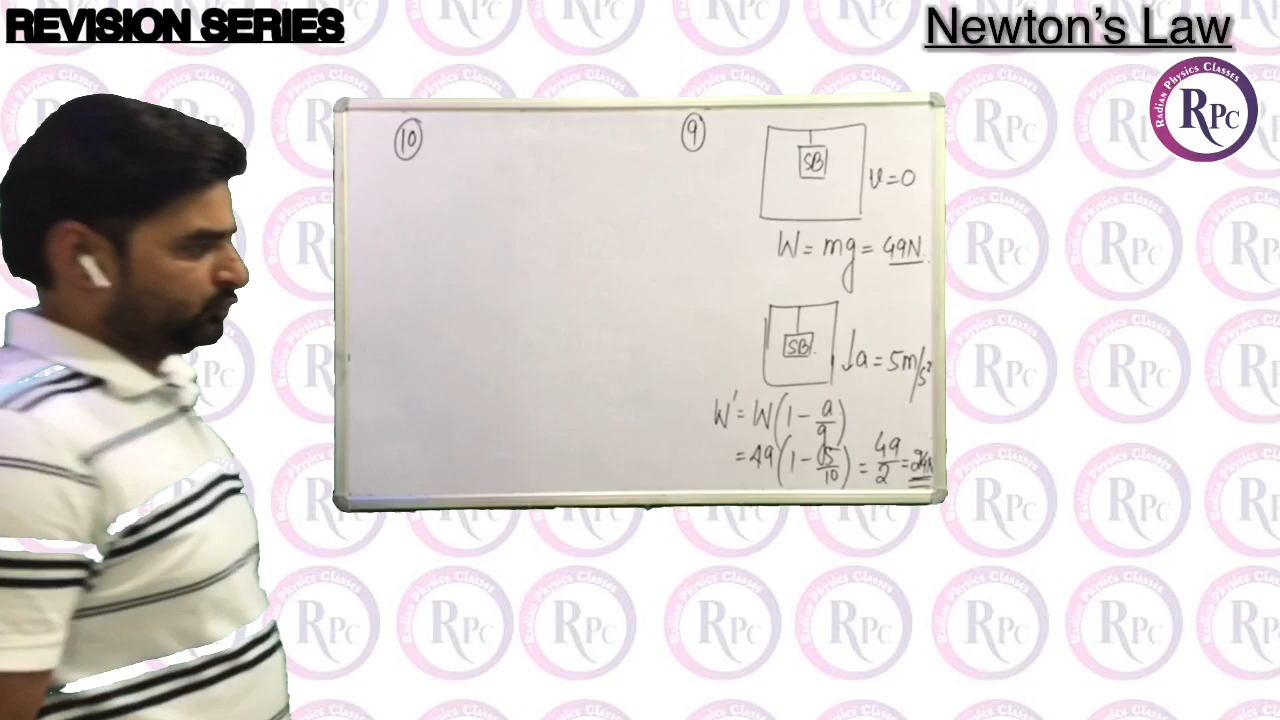 REVISION SERIES
Newton's Law
Radian Physics Classes
RPC
10
9
SB
v=0
W = mg = 49N.
SB
↓a = 5m/s²
W' = W(1 - a/g)
= 49(1 - 5/10) = 49/2 = 24N